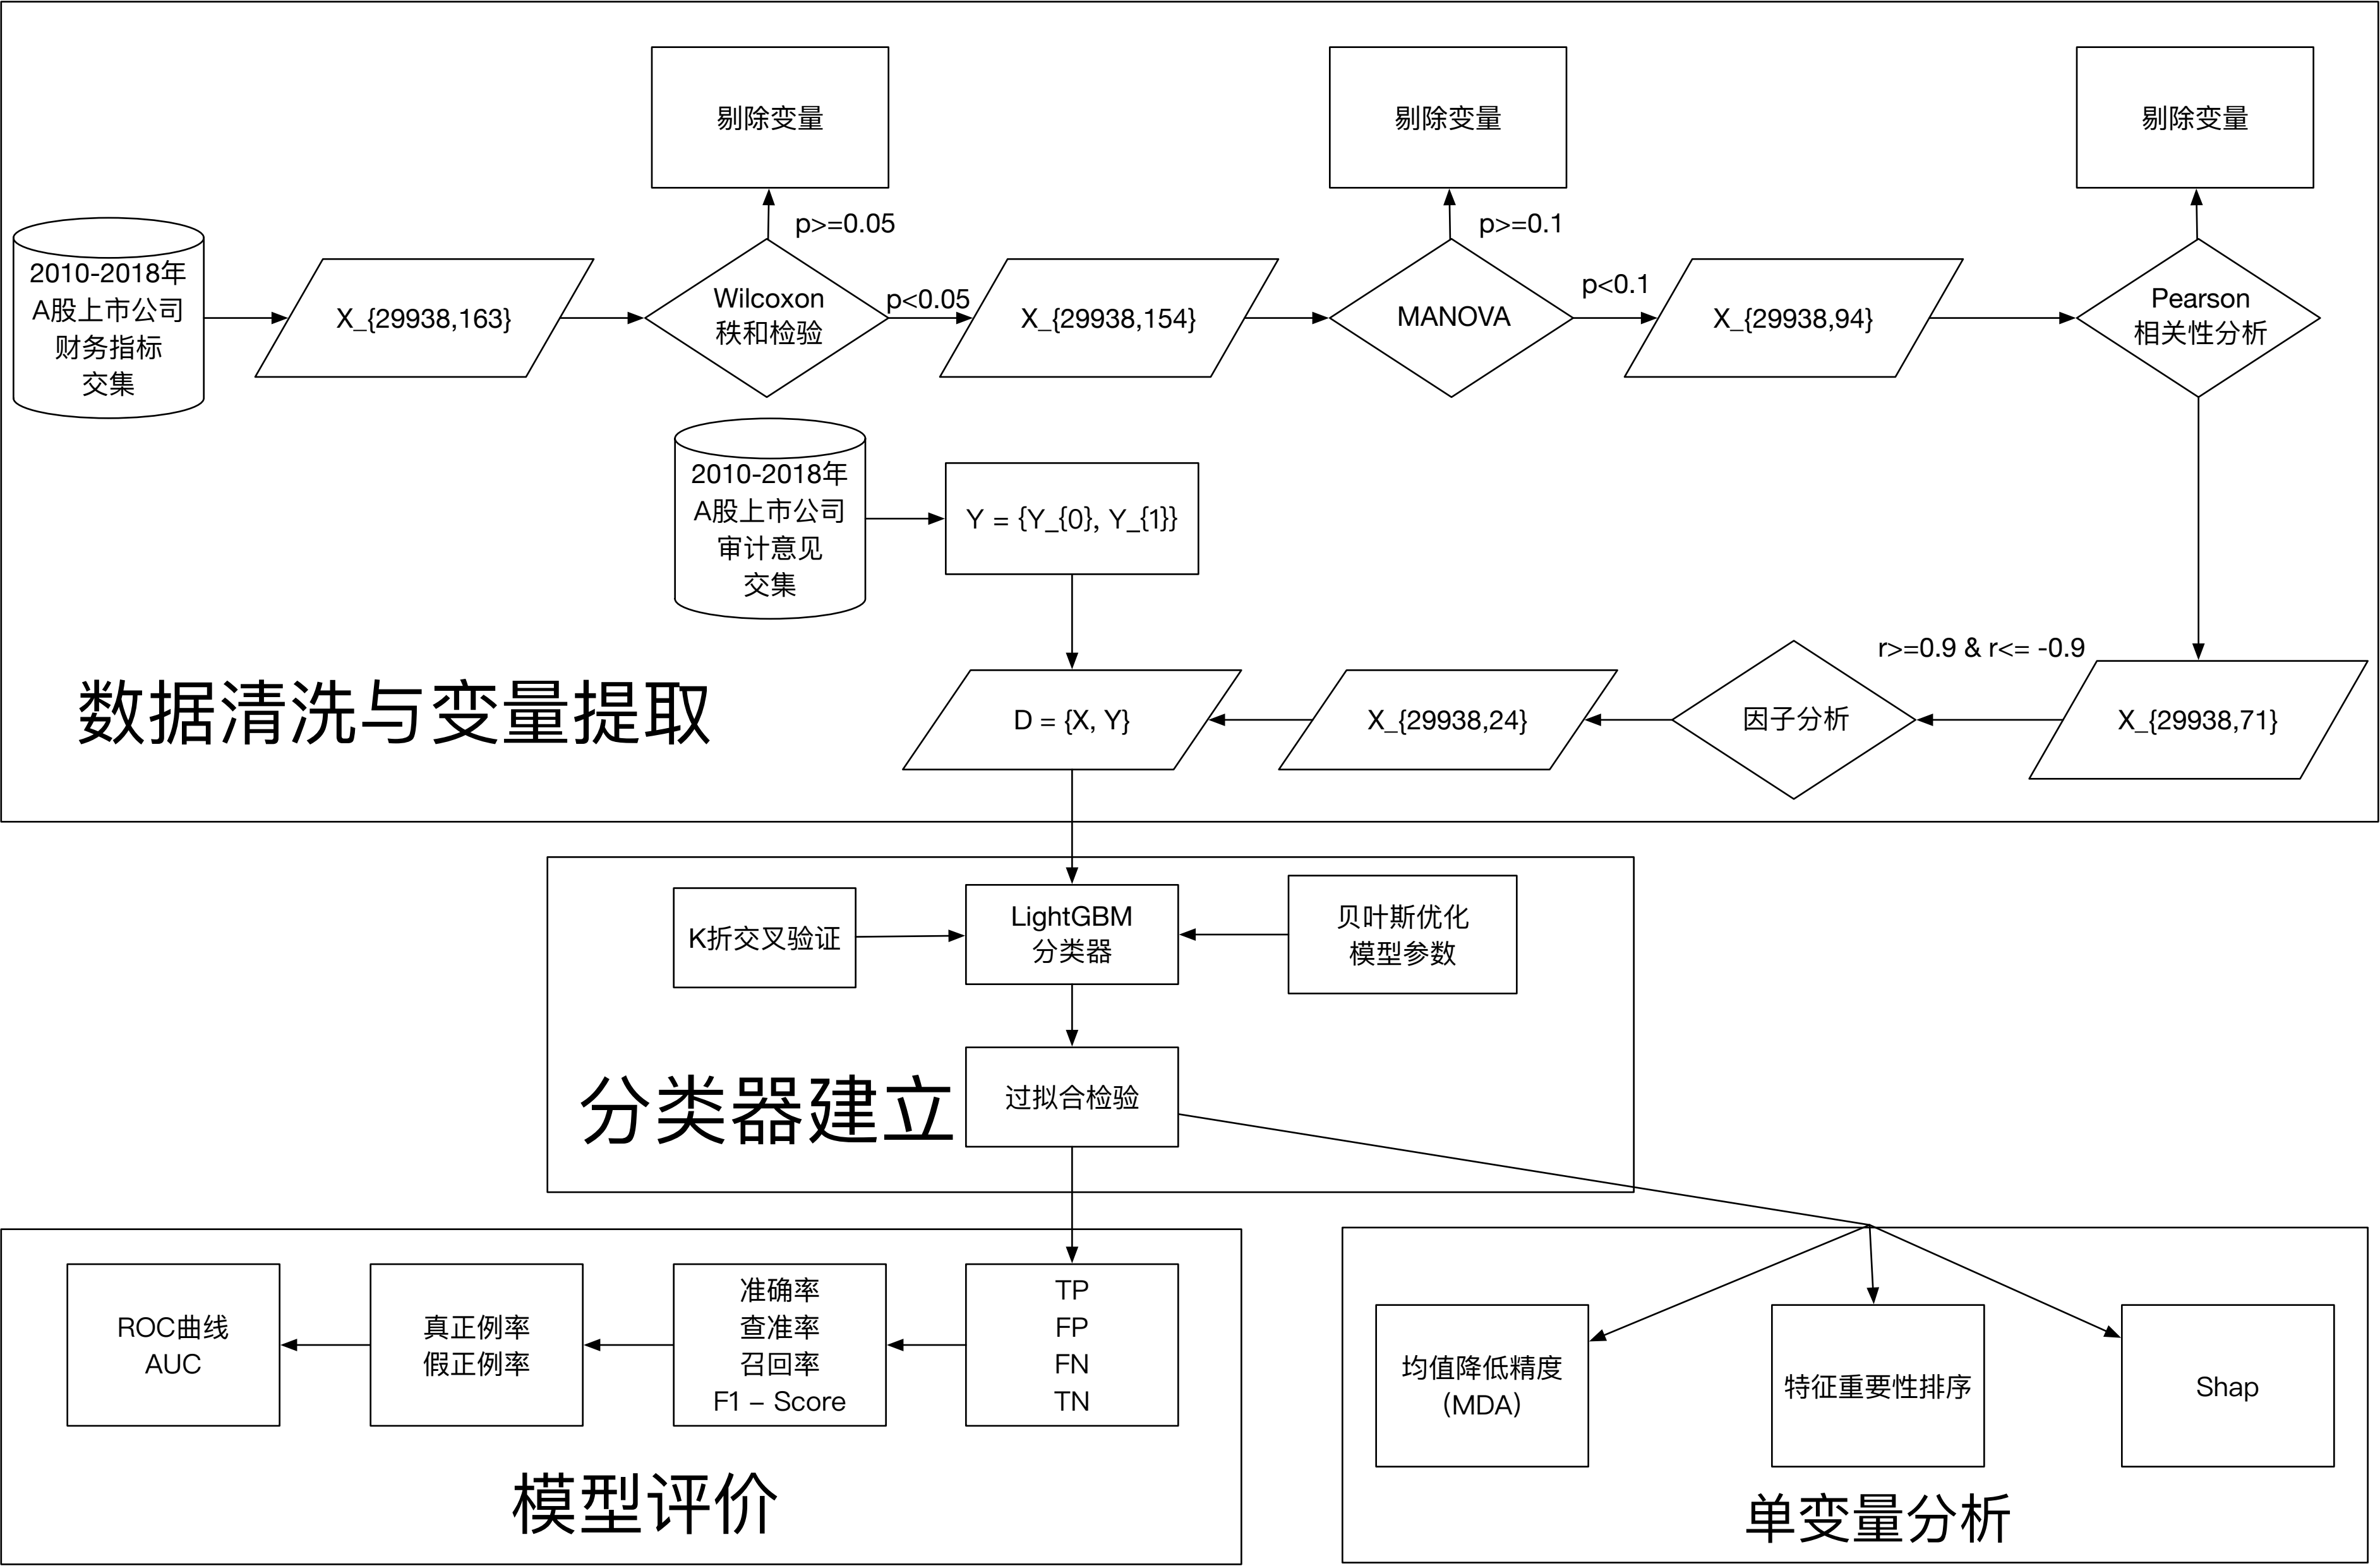 剔除变量
剔除变量
剔除变量
p>=0.05
p>=0.1
2010-2018年
A股上市公司
财务指标
交集
X_{29938,163}
Wilcoxon
秩和检验
p<0.05
X_{29938,154}
MANOVA
p<0.1
X_{29938,94}
Pearson
相关性分析
2010-2018年
A股上市公司
审计意见
交集
Y = {Y_{0}, Y_{1}}
r>=0.9 & r<= -0.9
数据清洗与变量提取
D = {X, Y}
X_{29938,24}
因子分析
X_{29938,71}
K折交叉验证
LightGBM
分类器
贝叶斯优化
模型参数
分类器建立
过拟合检验
ROC曲线
AUC
真正例率
假正例率
准确率
查准率
召回率
F1 – Score
TP
FP
FN
TN
模型评价
均值降低精度
(MDA)
特征重要性排序
Shap
单变量分析